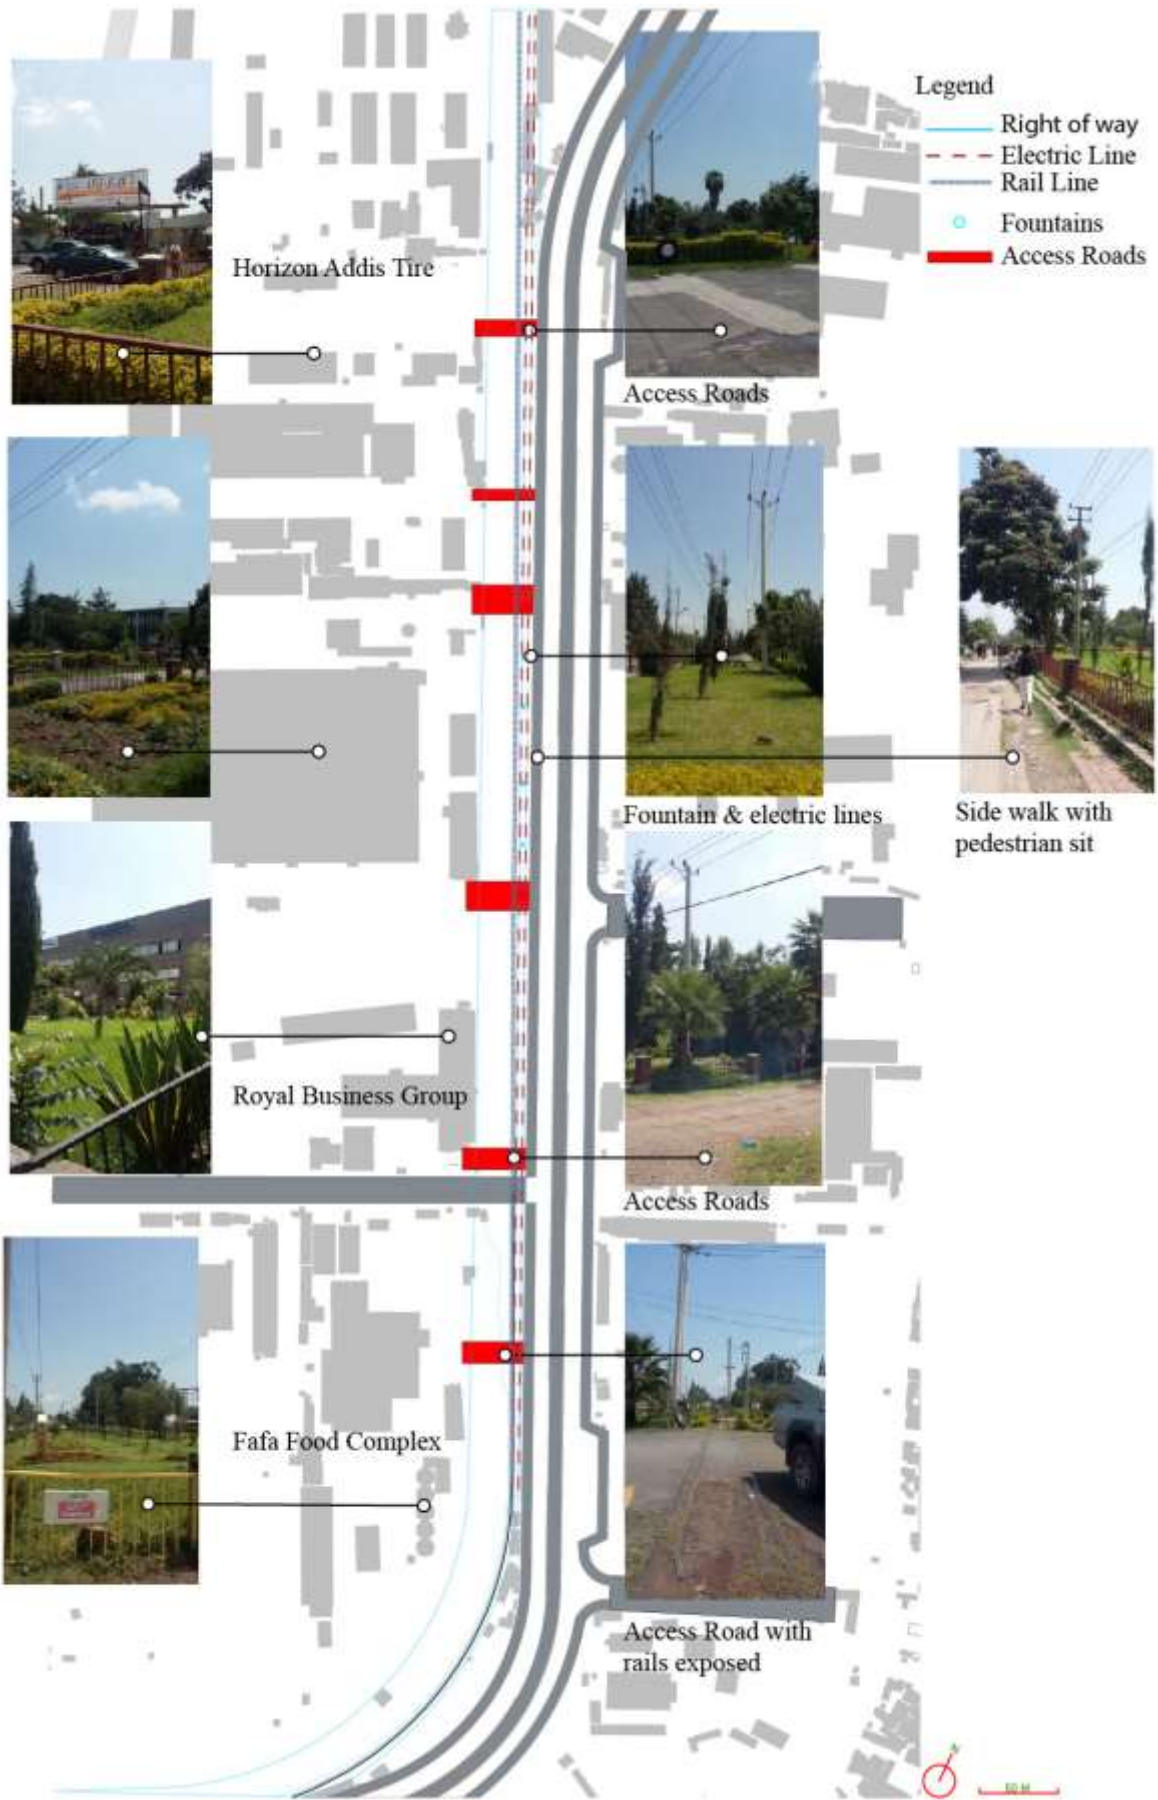 Legend
Right of way
Electric Line
Rail Line
Fountains
Access Roads
Horizon Addis Tire
Access Roads
Fountain & electric lines
Side walk with
pedestrian sit
Royal Business Group
Access Roads
Fafa Food Complex
Access Road with
rails exposed
N
60 M